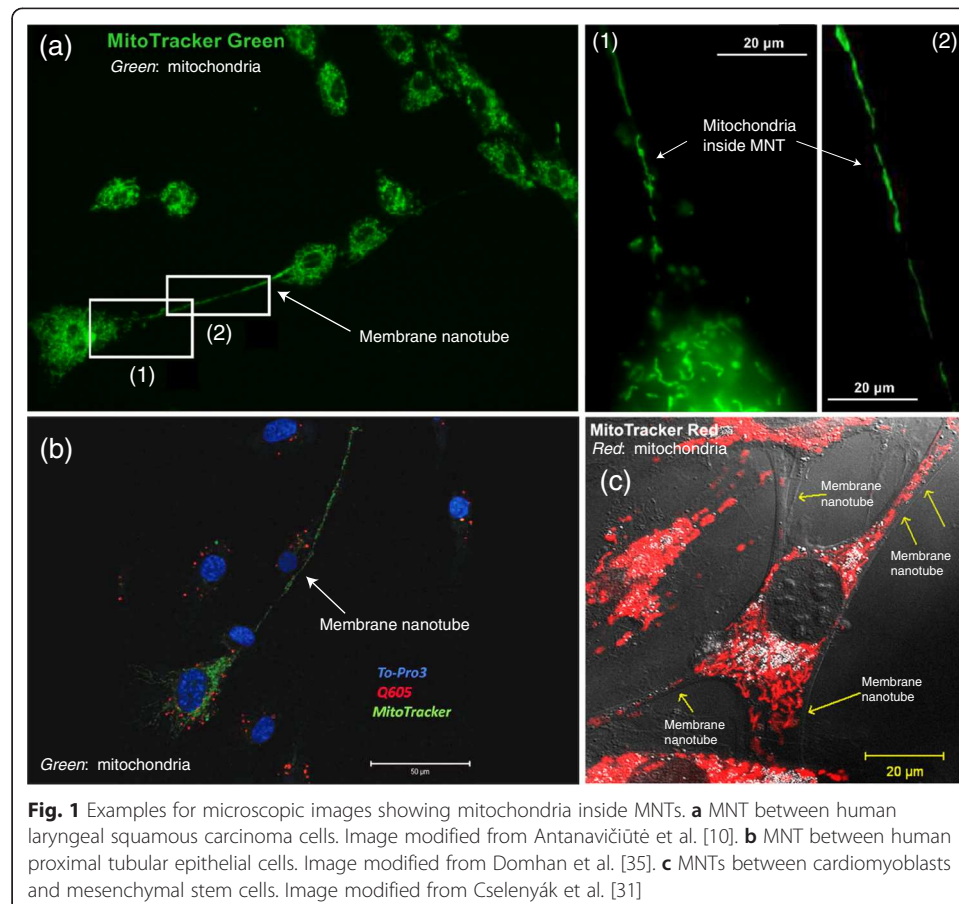 (a)
MitoTracker Green
Green: mitochondria
Membrane nanotube
(1)
(2)
(1)
20 µm
Mitochondria
inside MNT
(2)
20 µm
(b)
Membrane nanotube
To-Pro3
Q605
MitoTracker
Green: mitochondria
50 µm
MitoTracker Red
Red: mitochondria
(c)
Membrane
nanotube
Membrane
nanotube
Membrane
nanotube
Membrane
nanotube
20 µm
Fig. 1 Examples for microscopic images showing mitochondria inside MNTs. a MNT between human
laryngeal squamous carcinoma cells. Image modified from Antanavičiūtė et al. [10]. b MNT between human
proximal tubular epithelial cells. Image modified from Domhan et al. [35]. c MNTs between cardiomyoblasts
and mesenchymal stem cells. Image modified from Cselenyák et al. [31]